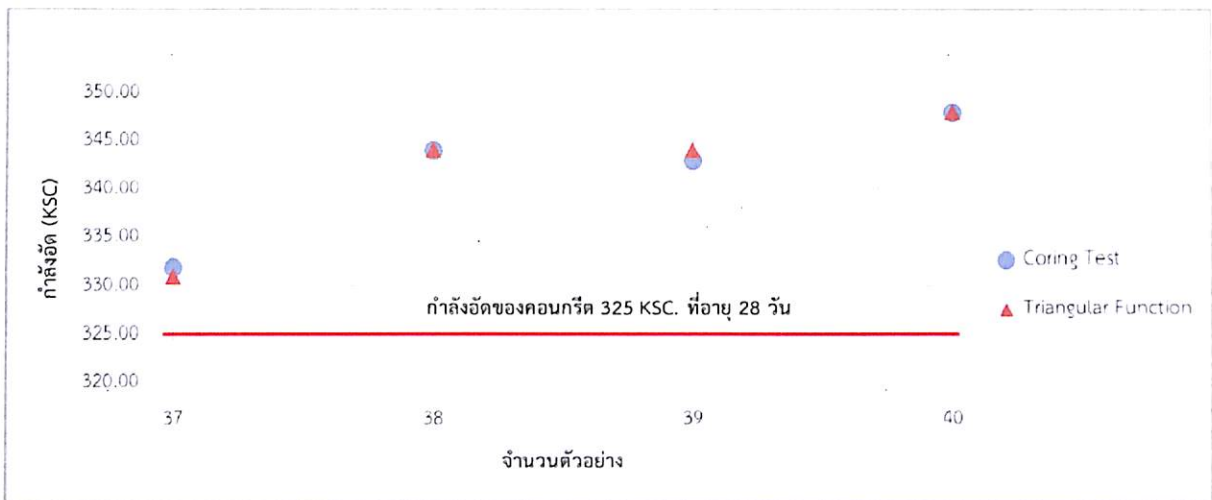 350.00
345.00
340.00
335.00
330.00
325.00
320.00
กำลังอัด (KSC)
กำลังอัดของคอนกรีต 325 KSC. ที่อายุ 28 วัน
Coring Test
Triangular Function
37 38 39 40
จำนวนตัวอย่าง